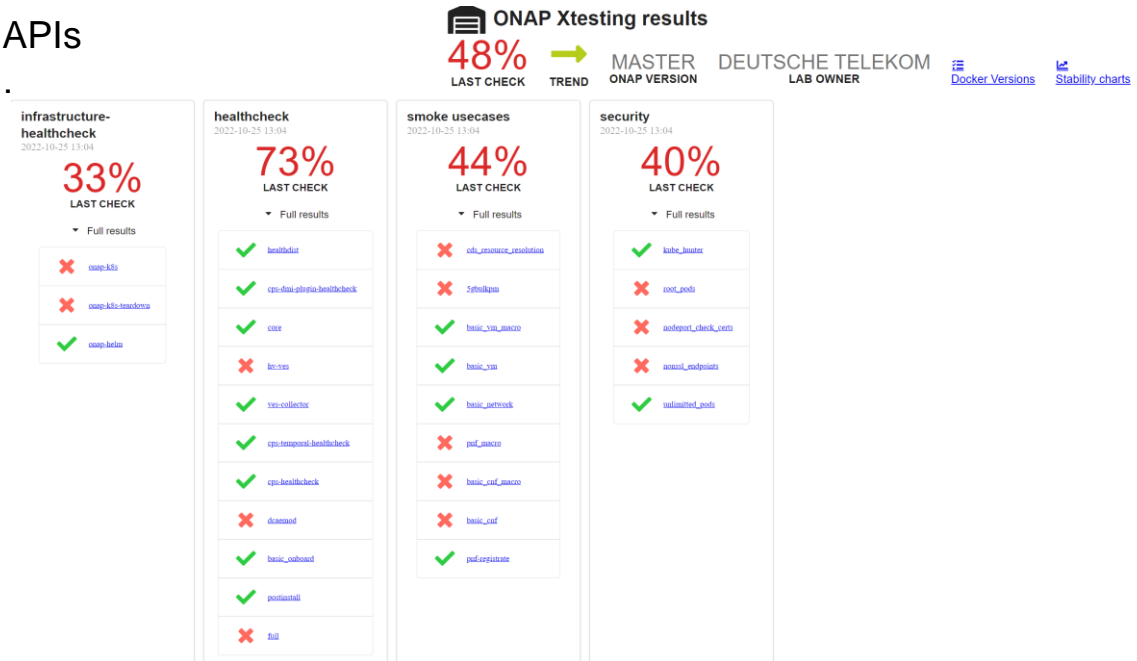 APIs
.
ONAP Xtesting results
48%
LAST CHECK
TREND
MASTER
ONAP VERSION
DEUTSCHE TELEKOM
LAB OWNER
Docker Versions
Stability charts
infrastructure-
healthcheck
2022-10-25 13:04
33%
LAST CHECK
Full results
onap-k8s
onap-k8s-teardown
onap-helm
healthcheck
2022-10-25 13:04
73%
LAST CHECK
Full results
healthdist
cps-dmi-plugin-healthcheck
core
hv-ves
ves-collector
cps-temporal-healthcheck
cps-healthcheck
dcaemod
basic_onboard
postinstall
full
smoke usecases
2022-10-25 13:04
44%
LAST CHECK
Full results
cds_resource_resolution
5gbulkpm
basic_vm_macro
basic_vm
basic_network
pnf_macro
basic_cnf_macro
basic_cnf
pnf-registrate
security
2022-10-25 13:04
40%
LAST CHECK
Full results
kube_hunter
root_pods
nodeport_check_certs
nonssl_endpoints
unlimitted_pods